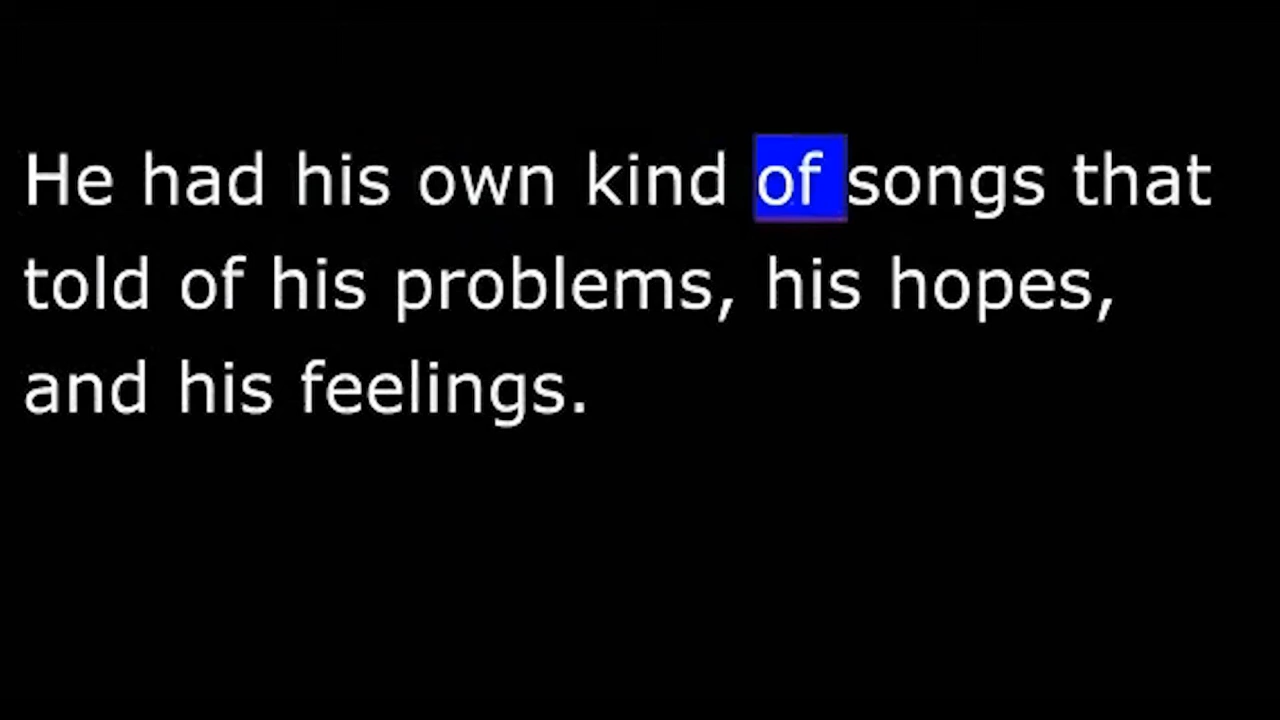 He had his own kind of songs that
told of his problems, his hopes,
and his feelings.